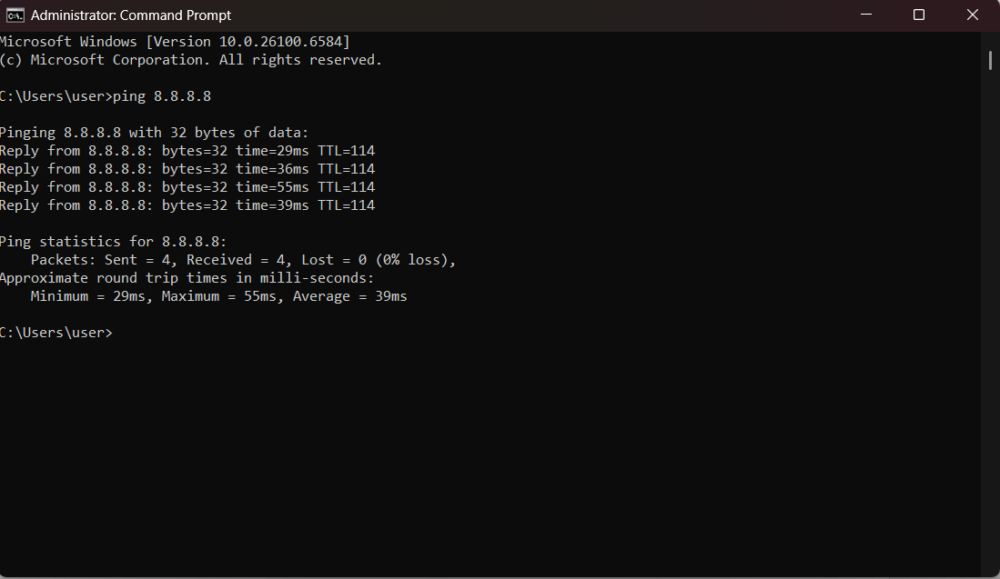 Administrator: Command Prompt
Microsoft Windows [Version 10.0.26100.6584]
(c) Microsoft Corporation. All rights reserved.
C:\Users\user>ping 8.8.8.8
Pinging 8.8.8.8 with 32 bytes of data:
Reply from 8.8.8.8: bytes=32 time=29ms TTL=114
Reply from 8.8.8.8: bytes=32 time=36ms TTL=114
Reply from 8.8.8.8: bytes=32 time=55ms TTL=114
Reply from 8.8.8.8: bytes=32 time=39ms TTL=114
Ping statistics for 8.8.8.8:
    Packets: Sent = 4, Received = 4, Lost = 0 (0% loss),
Approximate round trip times in milli-seconds:
    Minimum = 29ms, Maximum = 55ms, Average = 39ms
C:\Users\user>